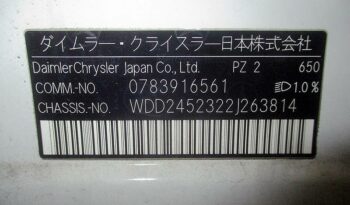 ダイムラー・クライスラー日本株式会社
DaimlerChrysler Japan Co., Ltd. PZ 2 650
COMM.-NO. 0783916561 1.0%
CHASSIS.-NO. WDD2452322J263814